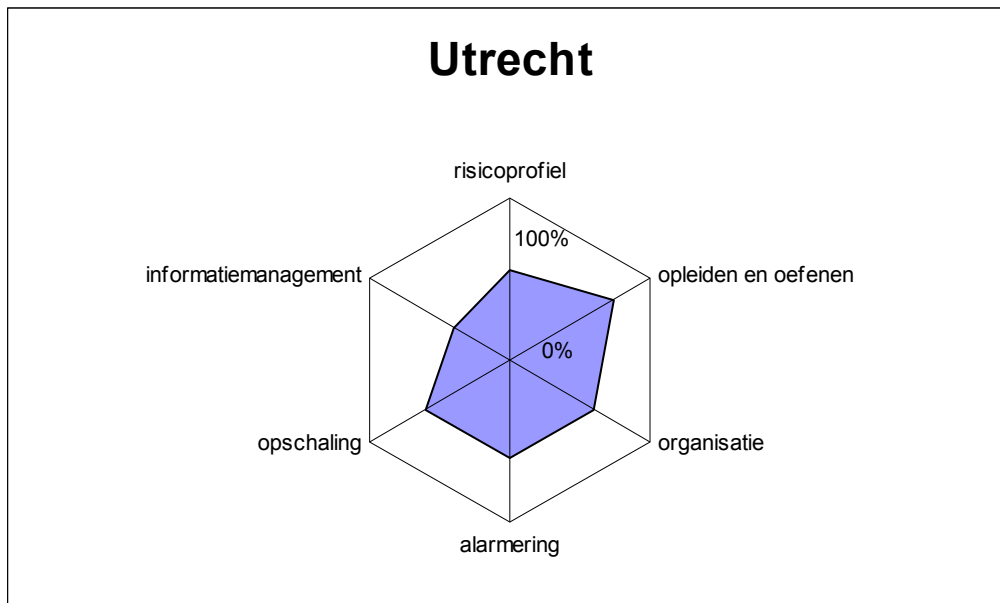 Utrecht
risicoprofiel
100%
informatiemanagement
opleiden en oefenen
0%
opschaling
organisatie
alarmering